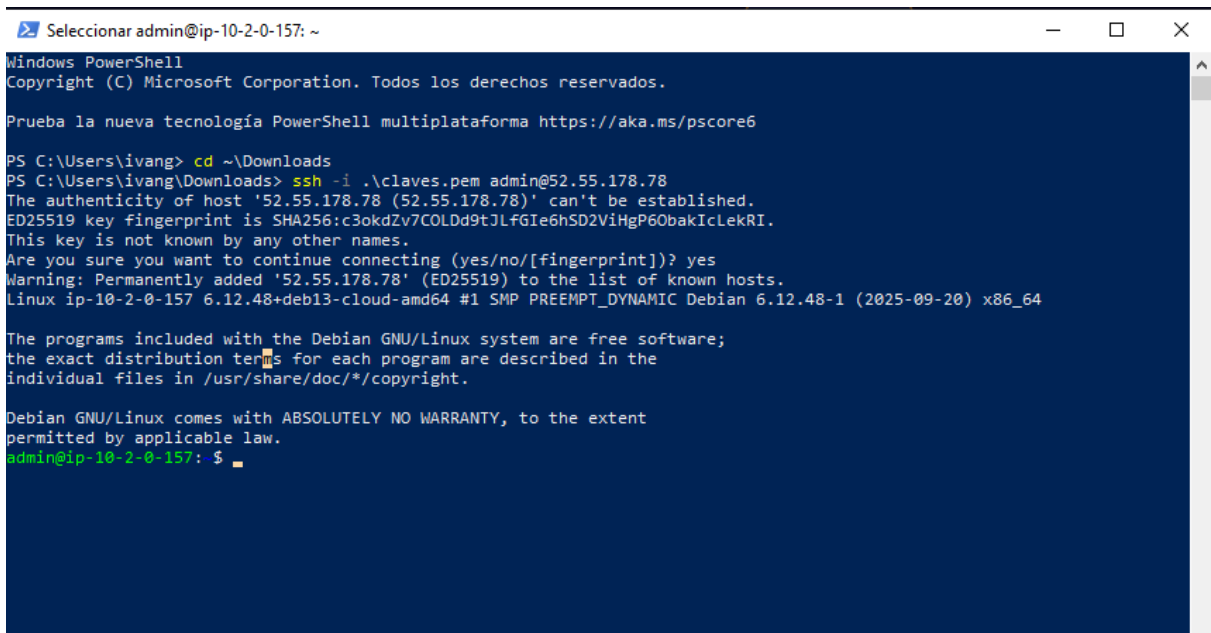 Seleccionar admin@ip-10-2-0-157: ~
Windows PowerShell
Copyright (C) Microsoft Corporation. Todos los derechos reservados.
Prueba la nueva tecnología PowerShell multiplataforma https://aka.ms/pscore6
PS C:\Users\ivang> cd ~\Downloads
PS C:\Users\ivang\Downloads> ssh -i .\claves.pem admin@52.55.178.78
The authenticity of host '52.55.178.78 (52.55.178.78)' can't be established.
ED25519 key fingerprint is SHA256:c3okdZv7COLDd9tJLfGIe6hSD2ViHgP6ObakIcLekRI.
This key is not known by any other names.
Are you sure you want to continue connecting (yes/no/[fingerprint])? yes
Warning: Permanently added '52.55.178.78' (ED25519) to the list of known hosts.
Linux ip-10-2-0-157 6.12.48+deb13-cloud-amd64 #1 SMP PREEMPT_DYNAMIC Debian 6.12.48-1 (2025-09-20) x86_64
The programs included with the Debian GNU/Linux system are free software;
the exact distribution terms for each program are described in the
individual files in /usr/share/doc/*/copyright.
Debian GNU/Linux comes with ABSOLUTELY NO WARRANTY, to the extent
permitted by applicable law.
admin@ip-10-2-0-157: $